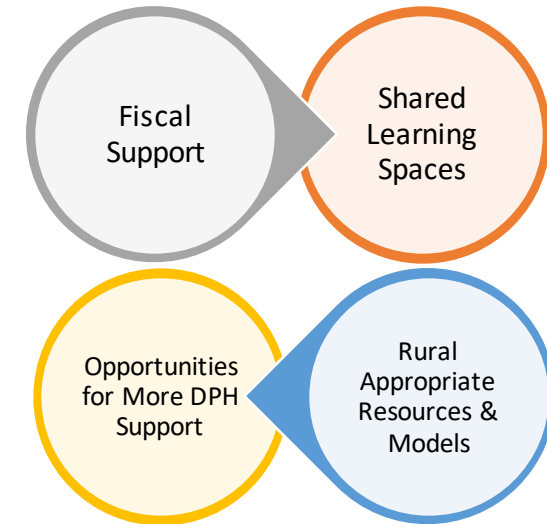 Fiscal
Support
Shared
Learning
Spaces
Opportunities
for More DPH
Support
Rural
Appropriate
Resources &
Models